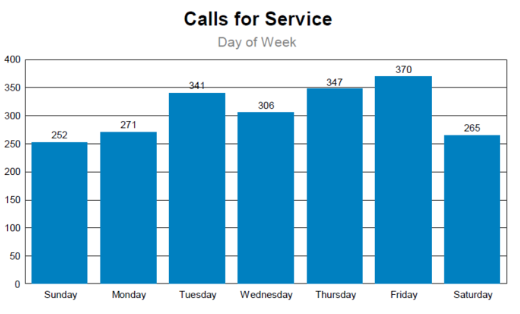 Calls for Service
Day of Week
400
350
300
250
200
150
100
50
0
252
271
341
306
347
370
265
Sunday
Monday
Tuesday
Wednesday
Thursday
Friday
Saturday